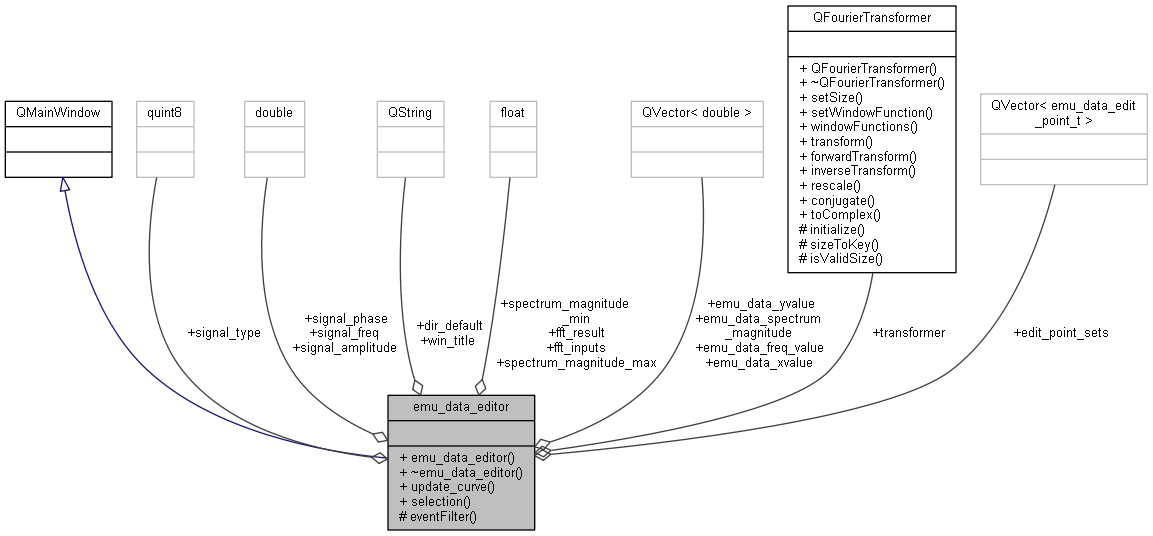 QFourierTransformer
+ QFourierTransformer()
+ ~QFourierTransformer()
+ setSize()
+ setWindowFunction()
+ windowFunctions()
+ transform()
+ forwardTransform()
+ inverseTransform()
+ rescale()
+ conjugate()
+ toComplex()
# initialize()
# sizeToKey()
# isValidSize()
QMainWindow
quint8
double
QString
float
QVector< double >
QVector< emu_data_edit
_point_t >
+signal_type
+signal_phase
+signal_freq
+signal_amplitude
+dir_default
+win_title
+spectrum_magnitude
_min
+fft_result
+fft_inputs
+spectrum_magnitude_max
+emu_data_yvalue
+emu_data_spectrum
_magnitude
+emu_data_freq_value
+emu_data_xvalue
+transformer
+edit_point_sets
emu_data_editor
+ emu_data_editor()
+ ~emu_data_editor()
+ update_curve()
+ selection()
# eventFilter()